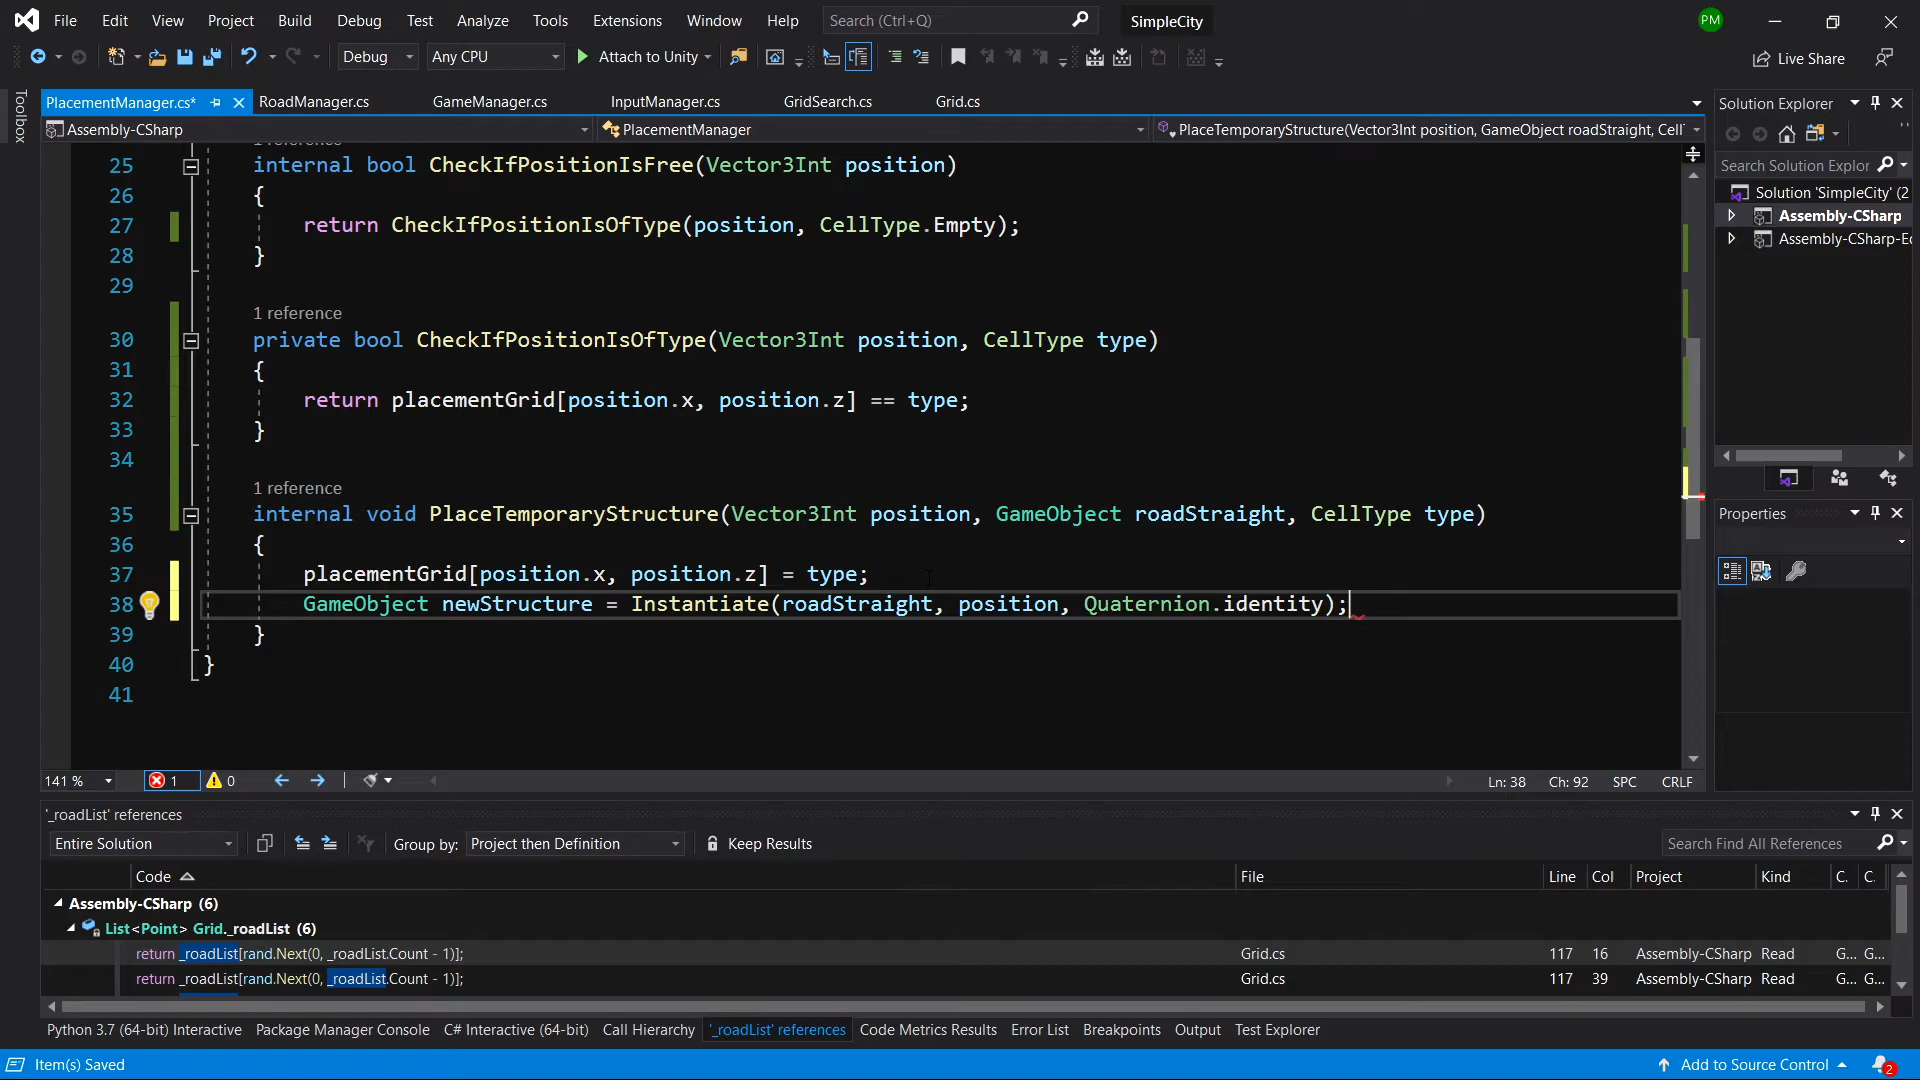 File Edit View Project Build Debug Test Analyze Tools Extensions Window Help Search (Ctrl+Q) SimpleCity PM
Debug Any CPU Attach to Unity Live Share
Toolbox
PlacementManager.cs* RoadManager.cs GameManager.cs InputManager.cs GridSearch.cs Grid.cs
Assembly-CSharp PlacementManager PlaceTemporaryStructure(Vector3Int position, GameObject roadStraight, Cell
25 internal bool CheckIfPositionIsFree(Vector3Int position)
26 {
27 return CheckIfPositionIsOfType(position, CellType.Empty);
28 }
29
1 reference
30 private bool CheckIfPositionIsOfType(Vector3Int position, CellType type)
31 {
32 return placementGrid[position.x, position.z] == type;
33 }
34
1 reference
35 internal void PlaceTemporaryStructure(Vector3Int position, GameObject roadStraight, CellType type)
36 {
37 placementGrid[position.x, position.z] = type;
38 GameObject newStructure = Instantiate(roadStraight, position, Quaternion.identity);
39 }
40 }
41
141 % 1 0 Ln: 38 Ch: 92 SPC CRLF
Solution Explorer
Search Solution Explor
Solution 'SimpleCity' (2
Assembly-CSharp
Assembly-CSharp-Ec
Properties
'_roadList' references
Entire Solution Group by: Project then Definition Keep Results Search Find All References
Code File Line Col Project Kind C. C.
Assembly-CSharp (6)
List<Point> Grid._roadList (6)
return _roadList[rand.Next(0, _roadList.Count - 1)]; Grid.cs 117 16 Assembly-CSharp Read G... G...
return _roadList[rand.Next(0, _roadList.Count - 1)]; Grid.cs 117 39 Assembly-CSharp Read G... G...
Python 3.7 (64-bit) Interactive Package Manager Console C# Interactive (64-bit) Call Hierarchy '_roadList' references Code Metrics Results Error List Breakpoints Output Test Explorer
Item(s) Saved Add to Source Control 2